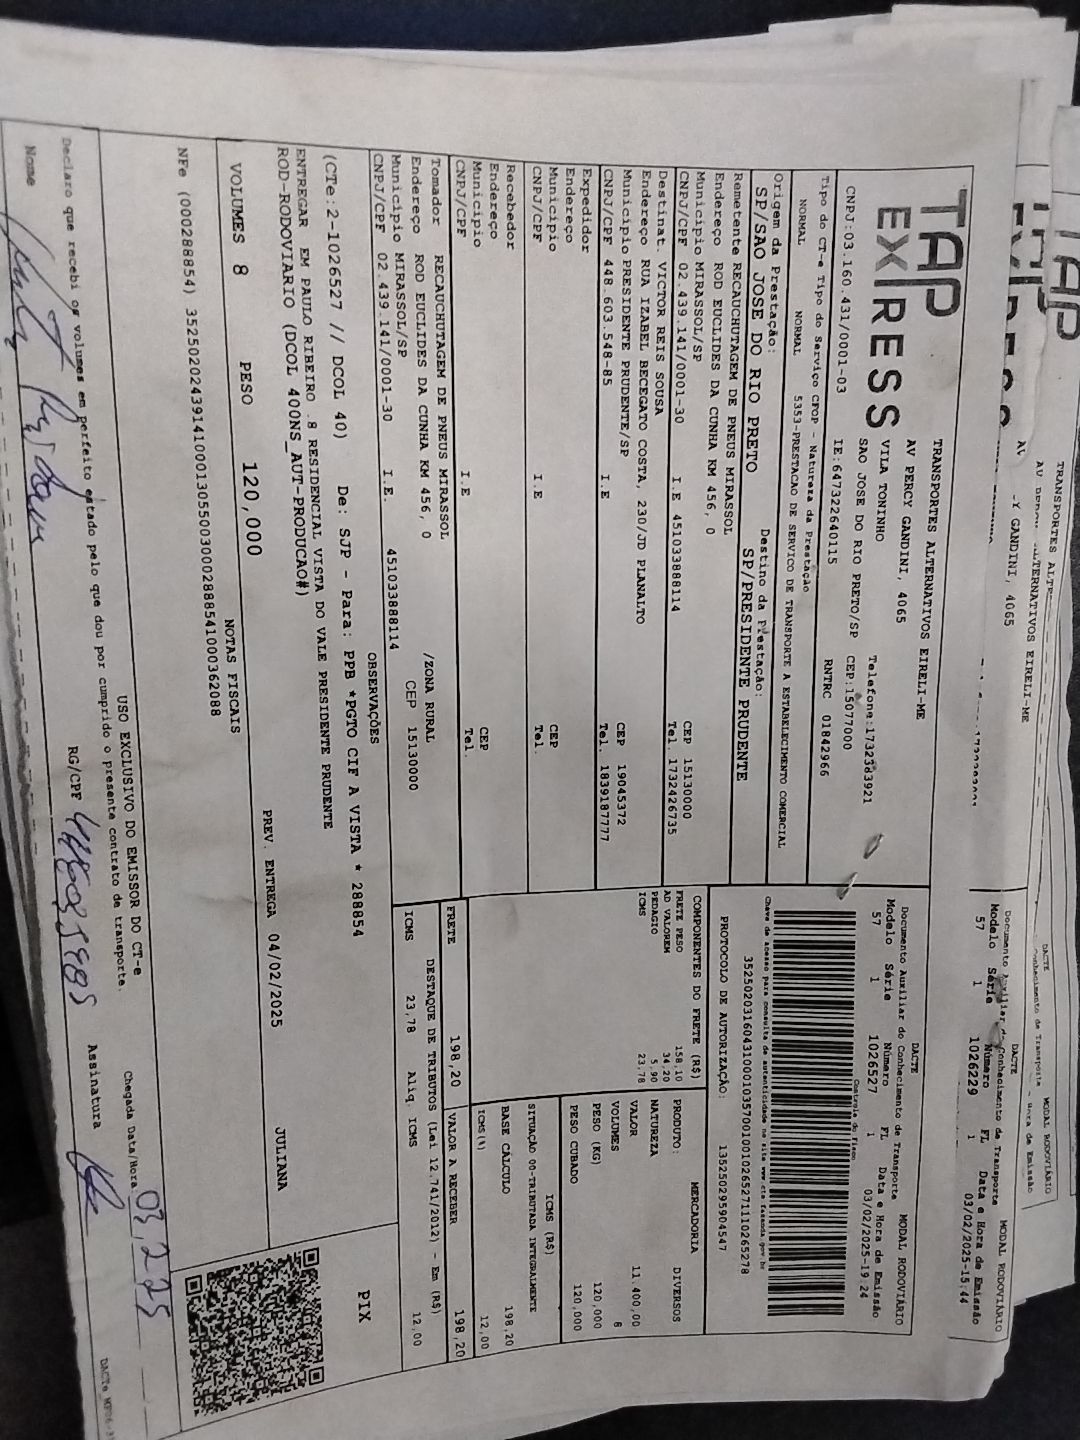 TAP
EXPRESS
TRANSPORTES ALTERNATIVOS EIRELI-ME
AV PERCY GANDINI, 4065
VILA TONINHO
SAO JOSE DO RIO PRETO/SP
Telefone:1732383921
CEP:15077000
CNPJ:03.160.431/0001-03
IE:647322640115
RNTRC 01842966
DACTE
MODAL RODOVIÁRIO
Documento Auxiliar do Conhecimento de Transporte
Modelo Série Número FL Data e Hora de Emissão
57 1 1026527 1 03/02/2025-19:24
Controle do Fisco
Chave de acesso para consulta de autenticidade no site www.cte.fazenda.gov.br
35250203160431000103570010010265271110265278
PROTOCOLO DE AUTORIZAÇÃO: 135250295904547
Tipo do CT-e Tipo do Serviço CFOP - Natureza da Prestação
NORMAL NORMAL 5353-PRESTACAO DE SERVICO DE TRANSPORTE A ESTABELECIMENTO COMERCIAL
Origem da Prestação: Destino da Prestação:
SP/SAO JOSE DO RIO PRETO SP/PRESIDENTE PRUDENTE
Remetente RECAUCHUTAGEM DE PNEUS MIRASSOL
Endereço ROD EUCLIDES DA CUNHA KM 456, 0
Município MIRASSOL/SP CEP 15130000
CNPJ/CPF 02.439.141/0001-30 I.E 451033888114 Tel. 1732426735
Destinat. VICTOR REIS SOUSA
Endereço RUA IZABEL BECEGATO COSTA, 230/JD PLANALTO
Município PRESIDENTE PRUDENTE/SP CEP 19045372
CNPJ/CPF 448.603.548-85 I.E Tel. 1839187777
Expedidor
Endereço
Município CEP
CNPJ/CPF I.E Tel.
Recebedor
Endereço
Município CEP
CNPJ/CPF I.E Tel.
Tomador RECAUCHUTAGEM DE PNEUS MIRASSOL
Endereço ROD EUCLIDES DA CUNHA KM 456, 0 /ZONA RURAL
Município MIRASSOL/SP CEP 15130000
CNPJ/CPF 02.439.141/0001-30 I.E. 451033888114
COMPONENTES DO FRETE (R$)
FRETE PESO 158,10
AD VALOREM 34,20
PEDAGIO 5,90
ICMS 23,78
MERCADORIA
PRODUTO: DIVERSOS
NATUREZA
VALOR 11.400,00
VOLUMES 8
PESO (KG) 120,000
PESO CUBADO 120,000
ICMS (R$)
SITUAÇÃO 00-TRIBUTADA INTEGRALMENTE
BASE CÁLCULO 198,20
ICMS(%) 12,00
FRETE 198,20 VALOR A RECEBER 198,20
DESTAQUE DE TRIBUTOS (Lei 12.741/2012) - Em (R$)
ICMS 23,78 Aliq. ICMS 12,00
OBSERVAÇÕES
(CTe:2-1026527 // DCOL 40) De: SJP - Para: PPB *PGTO CIF A VISTA * 288854
ENTREGAR EM PAULO RIBEIRO .8 RESIDENCIAL VISTA DO VALE PRESIDENTE PRUDENTE
ROD-RODOVIARIO (DCOL 400NS_AUT-PRODUCAO#)
PIX
VOLUMES 8 PESO 120,000 PREV. ENTREGA 04/02/2025 JULIANA
NOTAS FISCAIS
NFe (000288854) 35250202439141000130550030002888541000362088
USO EXCLUSIVO DO EMISSOR DO CT-e
Declaro que recebi os volumes em perfeito estado pelo que dou por cumprido o presente contrato de transporte.
Chegada Data/Hora 03,2,25
Nome
RG/CPF 44860354885
Assinatura
Modelo Série Número FL Data e Hora de Emissão
57 1 1026229 1 03/02/2025-15:44